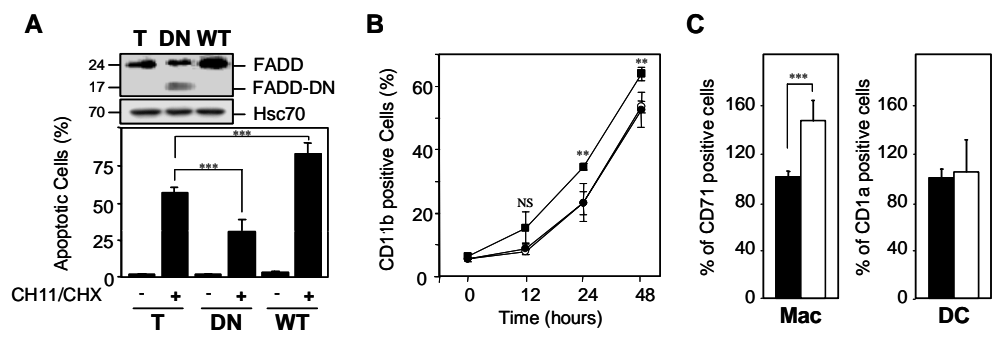 A
T DN WT
24
17
70
FADD
FADD-DN
Hsc70
Apoptotic Cells (%)
75
50
25
0
***
***
CH11/CHX - + - + - +
T DN WT
B
CD11b positive Cells (%)
60
40
20
0
NS
**
**
0 12 24 48
Time (hours)
C
% of CD71 positive cells
160
120
80
40
0
***
Mac
% of CD1a positive cells
160
120
80
40
0
DC